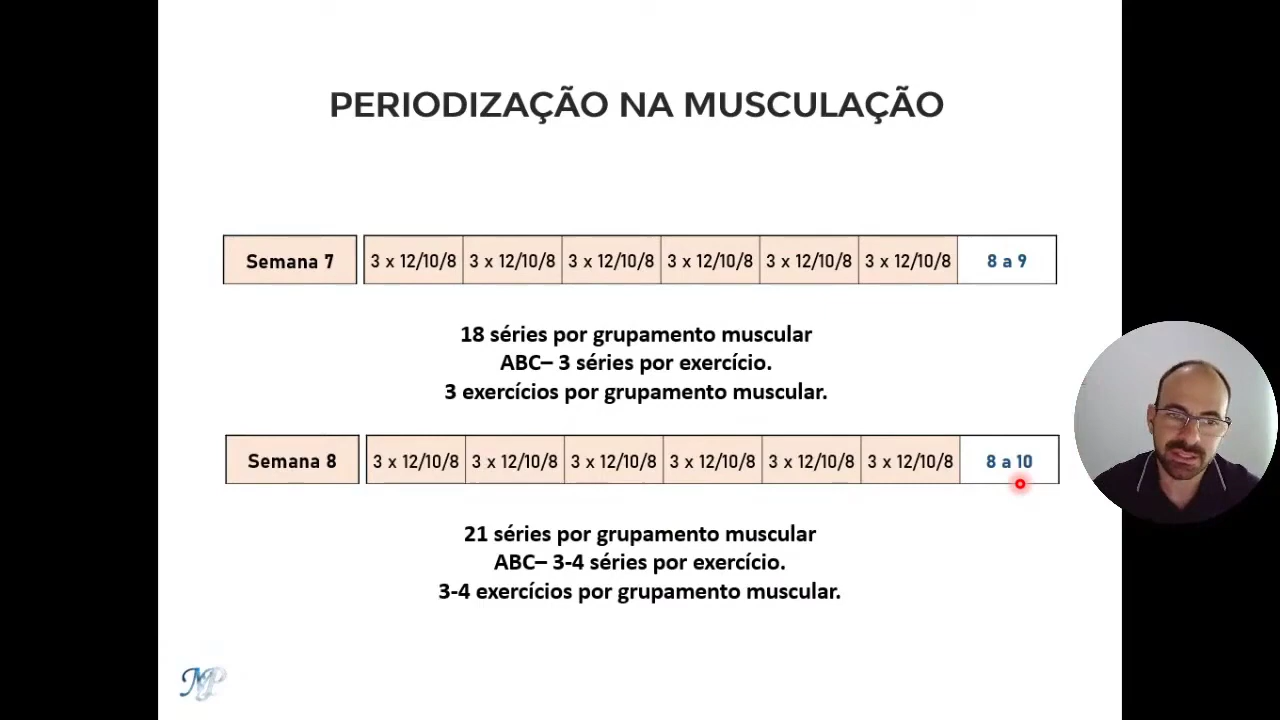 PERIODIZAÇÃO NA MUSCULAÇÃO
Semana 7 3 x 12/10/8 3 x 12/10/8 3 x 12/10/8 3 x 12/10/8 3 x 12/10/8 3 x 12/10/8 8 a 9
18 séries por grupamento muscular
ABC– 3 séries por exercício.
3 exercícios por grupamento muscular.
Semana 8 3 x 12/10/8 3 x 12/10/8 3 x 12/10/8 3 x 12/10/8 3 x 12/10/8 3 x 12/10/8 8 a 10
21 séries por grupamento muscular
ABC– 3-4 séries por exercício.
3-4 exercícios por grupamento muscular.
MP